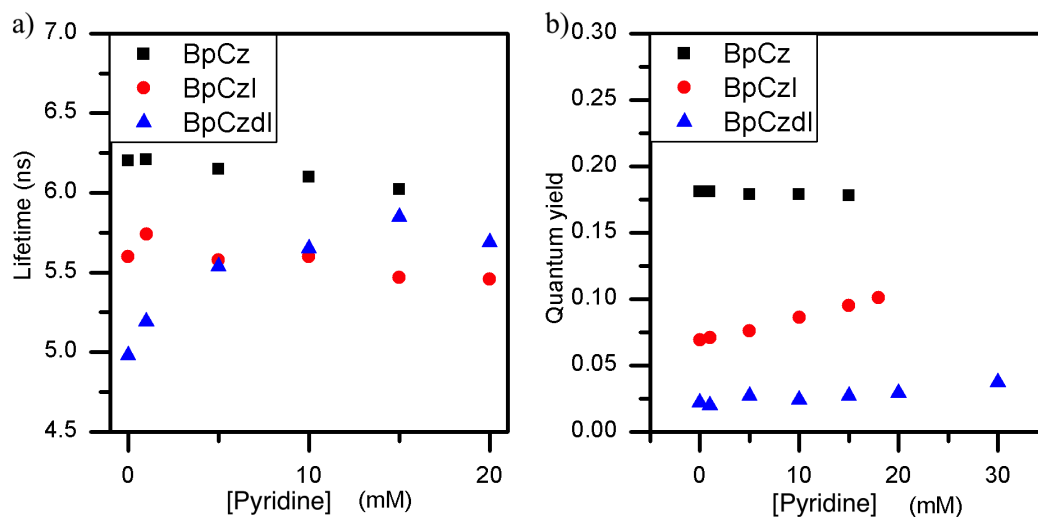 a)
7.0
6.5
6.0
5.5
5.0
4.5
Lifetime (ns)
BpCz
BpCzI
BpCzdI
0
10
20
[Pyridine] (mM)
b)
0.30
0.25
0.20
0.15
0.10
0.05
0.00
Quantum yield
BpCz
BpCzI
BpCzdI
0
10
20
30
[Pyridine] (mM)